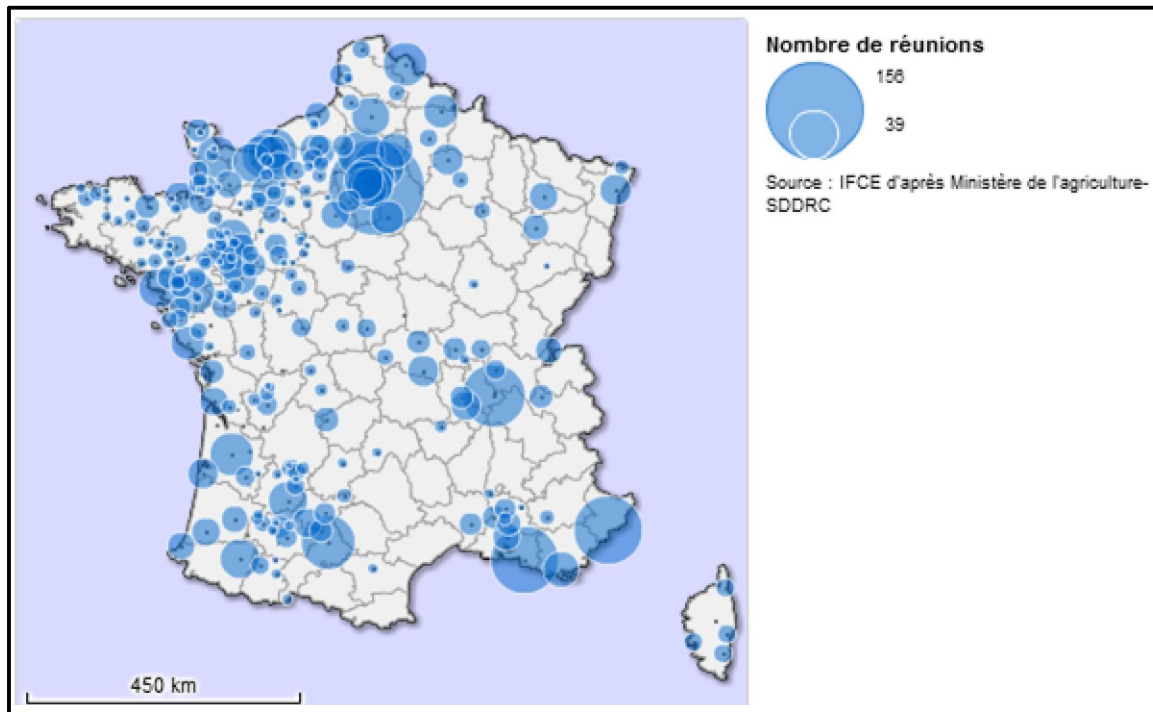 Nombre de réunions
156
39
Source : IFCE d'après Ministère de l'agriculture-
SDDRC
450 km